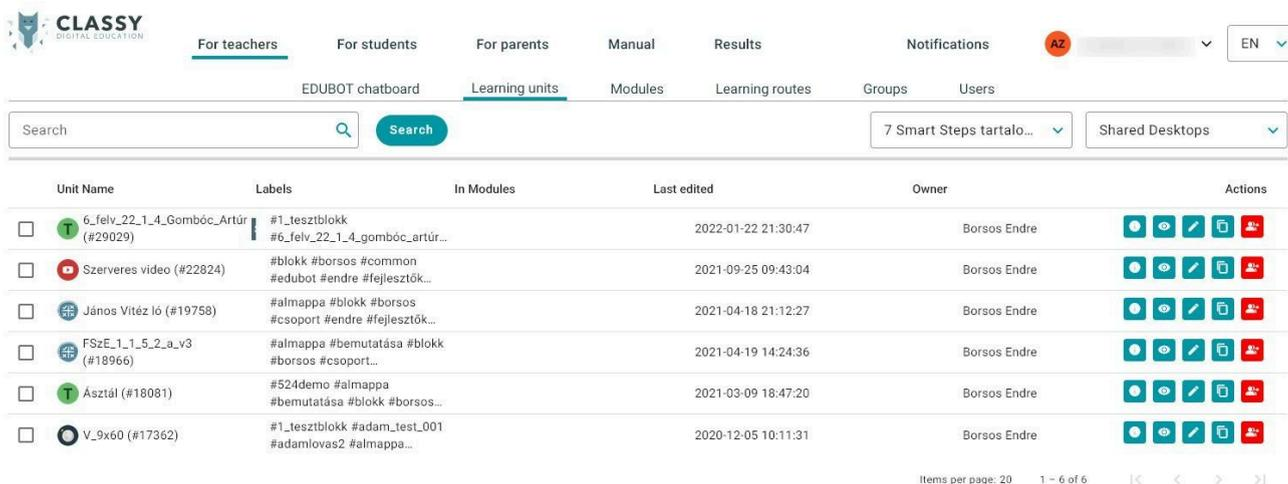 CLASSY
DIGITAL EDUCATION
For teachers For students For parents Manual Results Notifications AZ EN
EDUBOT chatboard Learning units Modules Learning routes Groups Users
Search Search 7 Smart Steps tartalo... Shared Desktops
Unit Name Labels In Modules Last edited Owner Actions
T 6_felv_22_1_4_Gombóc_Artúr #1_tesztblokk
(#29029) #6_felv_22_1_4_gombóc_artúr... 2022-01-22 21:30:47 Borsos Endre
Szerveres video (#22824) #blokk #borsos #common
#edubot #endre #fejlesztők... 2021-09-25 09:43:04 Borsos Endre
János Vitéz ló (#19758) #almappa #blokk #borsos
#csoport #endre #fejlesztők... 2021-04-18 21:12:27 Borsos Endre
FSzE_1_1_5_2_a_v3 #almappa #bemutatása #blokk
(#18966) #borsos #csoport... 2021-04-19 14:24:36 Borsos Endre
T Ásztál (#18081) #524demo #almappa
#bemutatása #blokk #borsos... 2021-03-09 18:47:20 Borsos Endre
V_9x60 (#17362) #1_tesztblokk #adam_test_001
#adamlovas2 #almappa... 2020-12-05 10:11:31 Borsos Endre
Items per page: 20 1 – 6 of 6